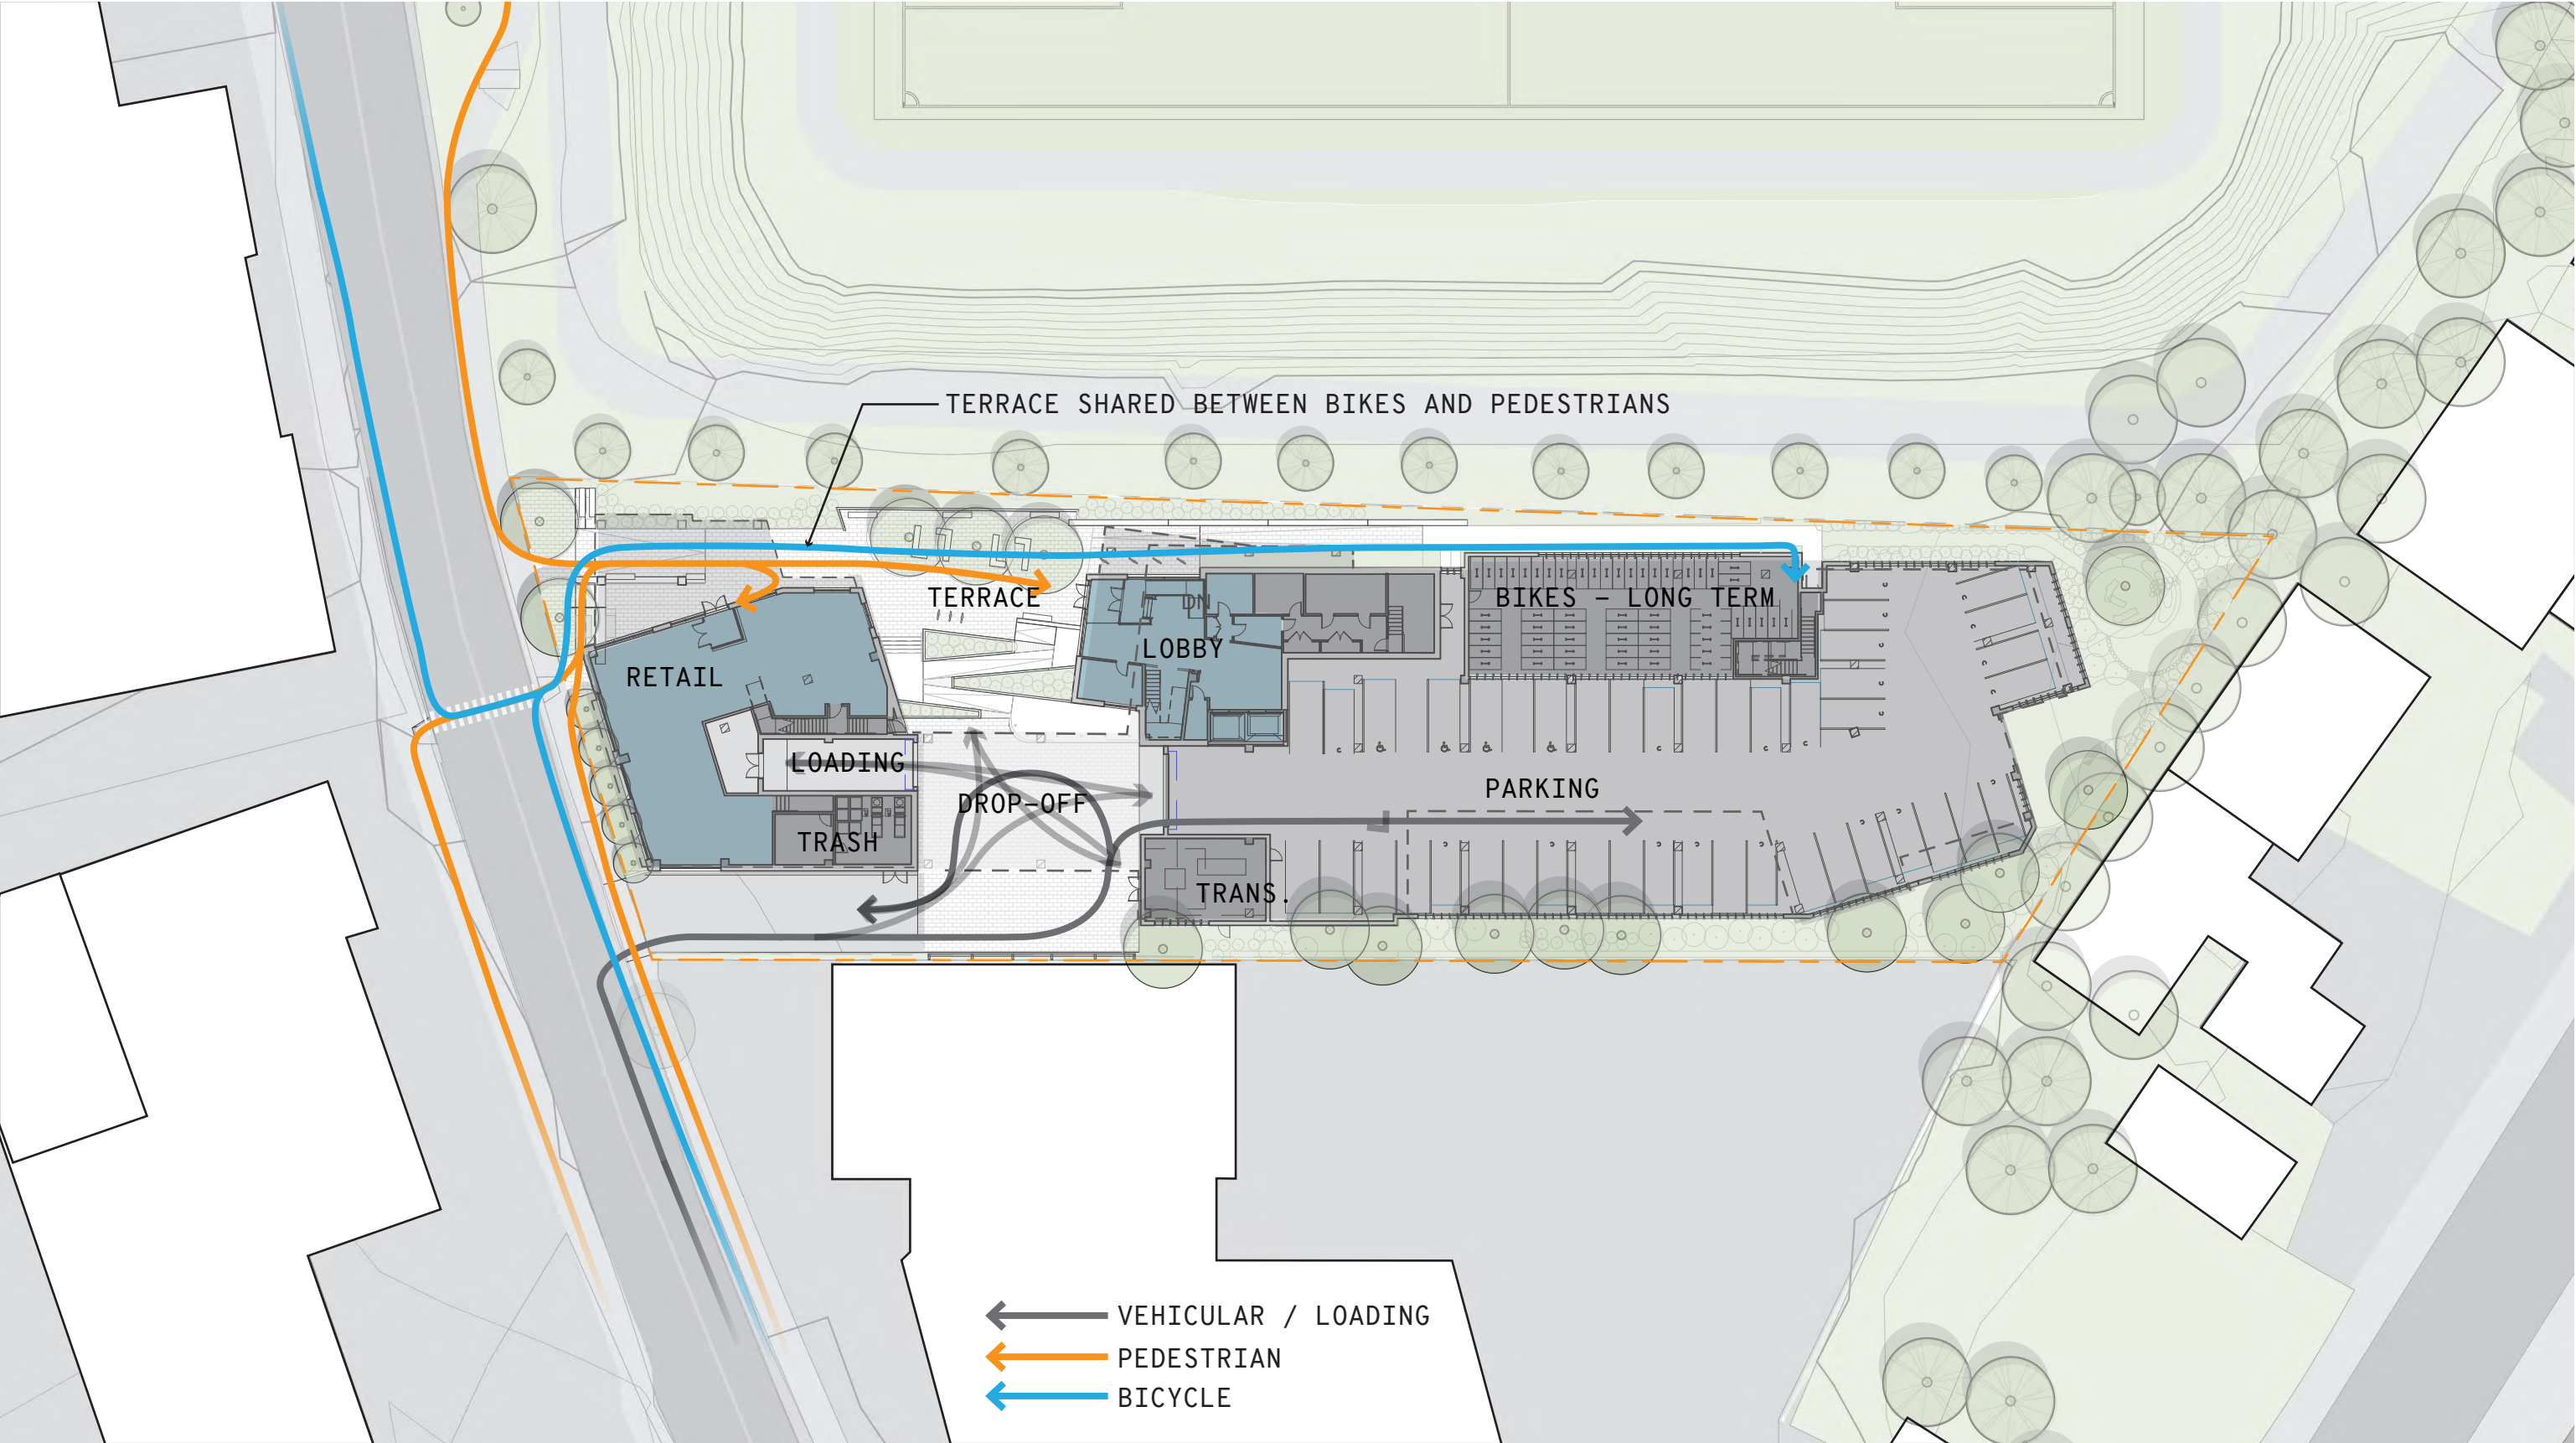 TERRACE SHARED BETWEEN BIKES AND PEDESTRIANS
TERRACE
DN
BIKES - LONG TERM
LOBBY
RETAIL
LOADING
DROP-OFF
PARKING
TRASH
TRANS.
VEHICULAR / LOADING
PEDESTRIAN
BICYCLE